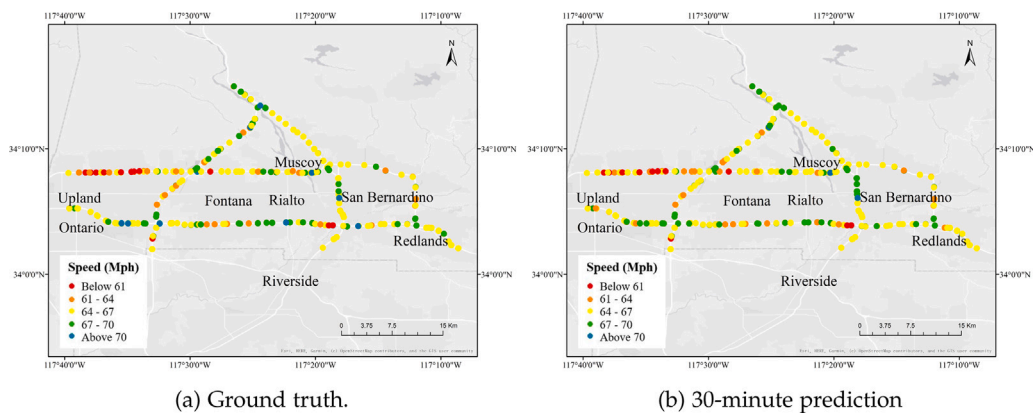 117°40'0"W 117°30'0"W 117°20'0"W 117°10'0"W
N
34°10'0"N
34°0'0"N
Muscoy
Upland
Fontana
Rialto
San Bernardino
Ontario
Redlands
Riverside
Speed (Mph)
Below 61
61 - 64
64 - 67
67 - 70
Above 70
0 3.75 7.5 15 Km
117°40'0"W 117°30'0"W 117°20'0"W 117°10'0"W
(a) Ground truth.
117°40'0"W 117°30'0"W 117°20'0"W 117°10'0"W
N
34°10'0"N
34°0'0"N
Muscoy
Upland
Fontana
Rialto
San Bernardino
Ontario
Redlands
Riverside
Speed (Mph)
Below 61
61 - 64
64 - 67
67 - 70
Above 70
0 3.75 7.5 15 Km
117°40'0"W 117°30'0"W 117°20'0"W 117°10'0"W
(b) 30-minute prediction